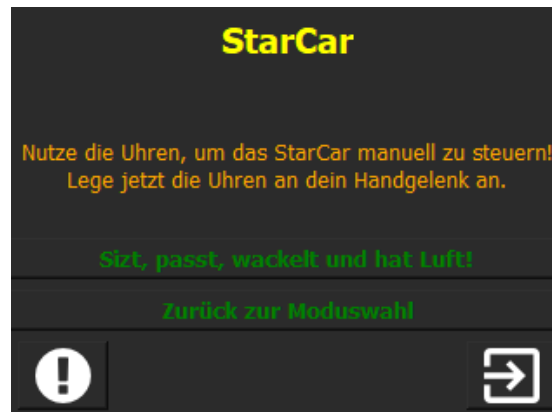 StarCar
Nutze die Uhren, um das StarCar manuell zu steuern!
Lege jetzt die Uhren an dein Handgelenk an.
Sizt, passt, wackelt und hat Luft!
Zurück zur Moduswahl